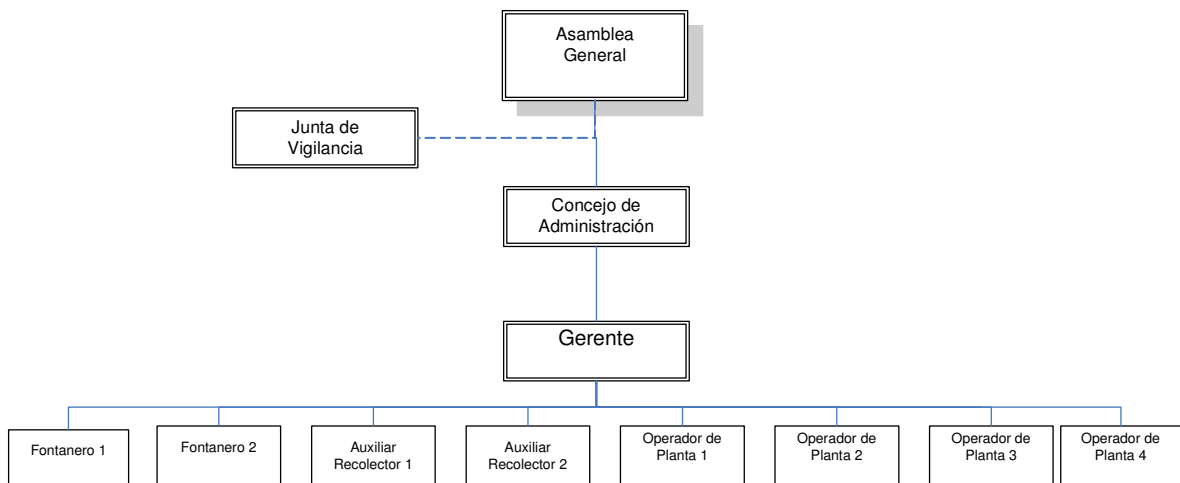 Asamblea
General
Junta de
Vigilancia
Concejo de
Administración
Gerente
Fontanero 1
Fontanero 2
Auxiliar
Recolector 1
Auxiliar
Recolector 2
Operador de
Planta 1
Operador de
Planta 2
Operador de
Planta 3
Operador de
Planta 4